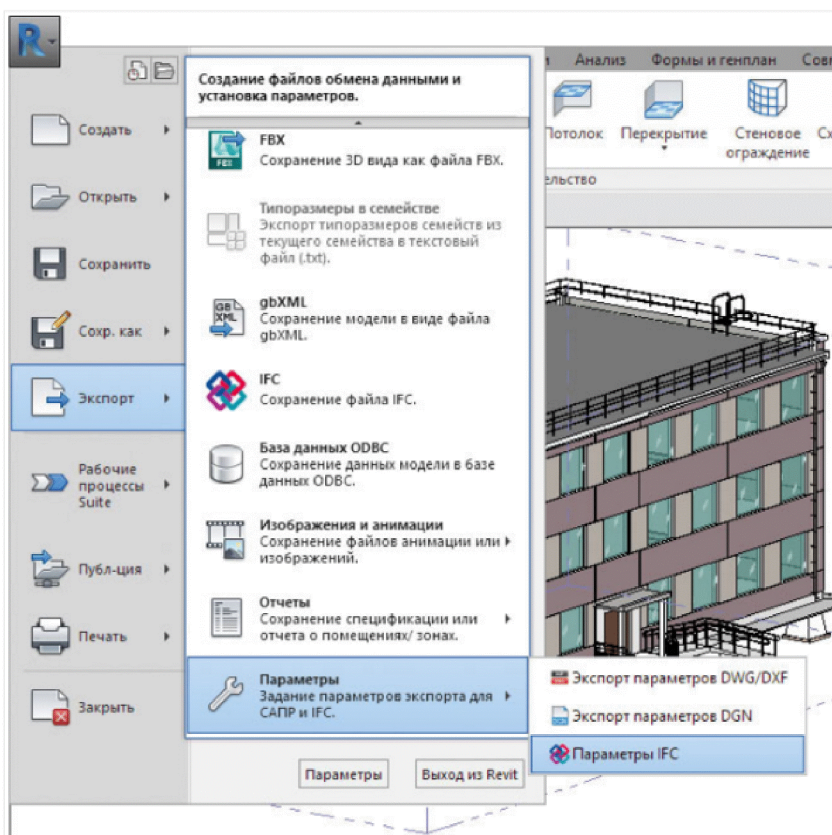 R
Анализ Формы и генплан
Создание файлов обмена данными и
установка параметров.
Создать
Открыть
Сохранить
Сохр. как
Экспорт
Рабочие
процессы
Suite
Публ-ция
Печать
Закрыть
FBX
FBX
Сохранение 3D вида как файла FBX.
Типоразмеры в семействе
Экспорт типоразмеров семейств из
текущего семейства в текстовый
файл (.txt).
GB
XML
gbXML
Сохранение модели в виде файла
gbXML.
IFC
Сохранение файла IFC.
База данных ODBC
Сохранение данных модели в базе
данных ODBC.
Изображения и анимации
Сохранение файлов анимации или
изображений.
Отчеты
Сохранение спецификации или
отчета о помещениях/ зонах.
Параметры
Задание параметров экспорта для
САПР и IFC.
Параметры Выход из Revit
Потолок Перекрытие Стеновое
ограждение
Экспорт параметров DWG/DXF
Экспорт параметров DGN
Параметры IFC